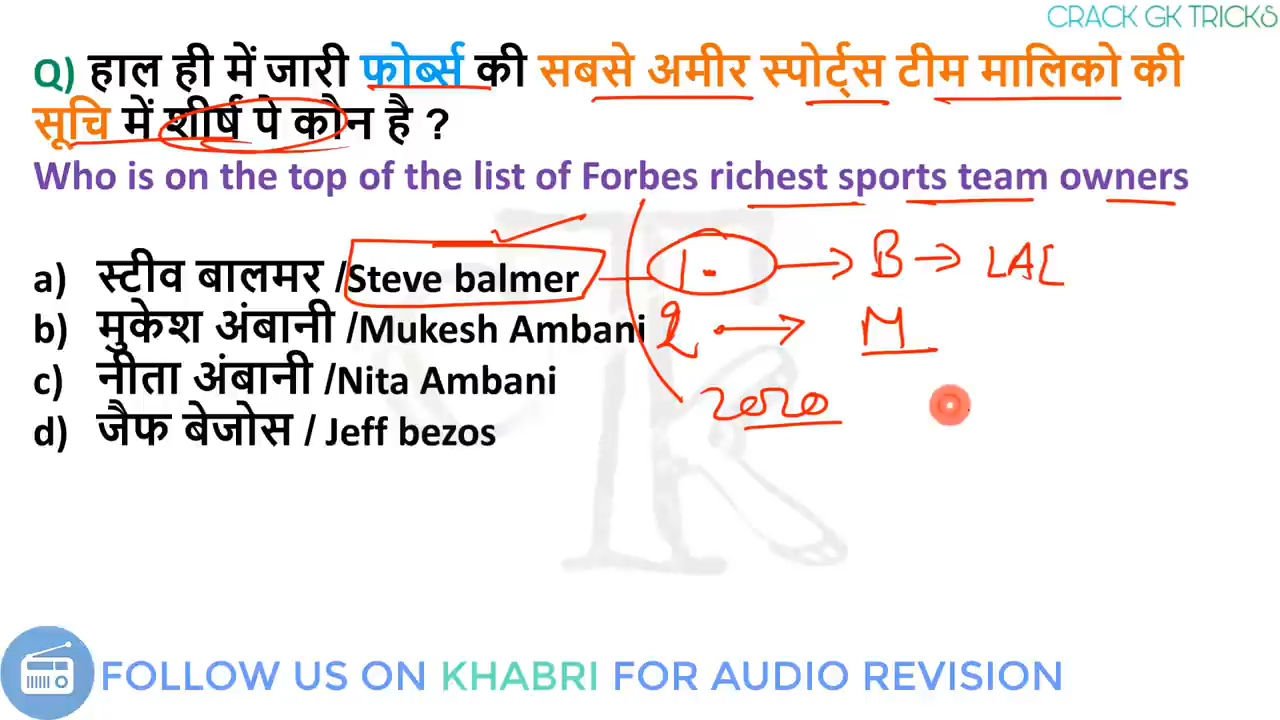 CRACK GK TRICKS
Q) हाल ही में जारी फोर्ब्स की सबसे अमीर स्पोर्ट्स टीम मालिको की
सूचि में शीर्ष पे कौन है ?
Who is on the top of the list of Forbes richest sports team owners
a) स्टीव बालमर /Steve balmer
1 → B → LAC
b) मुकेश अंबानी /Mukesh Ambani
2 → M
c) नीता अंबानी /Nita Ambani
2020
d) जैफ बेजोस / Jeff bezos
FOLLOW US ON KHABRI FOR AUDIO REVISION